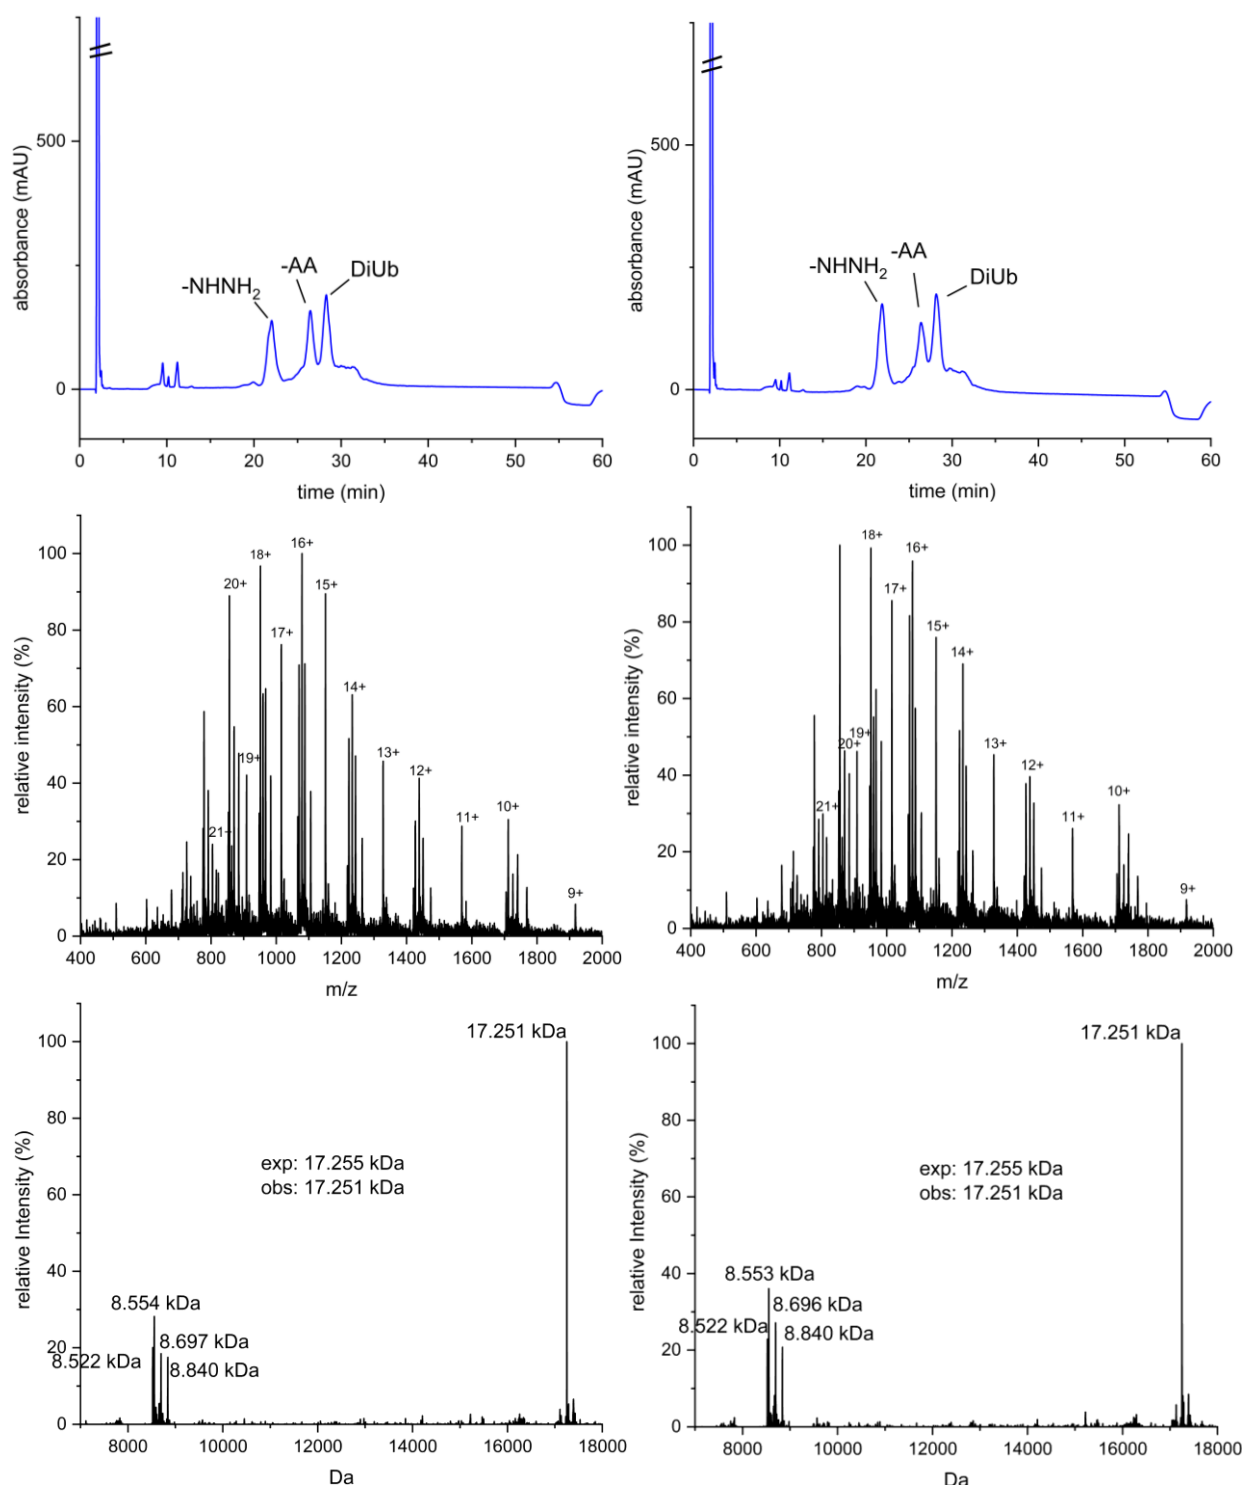 absorbance (mAU)
500
0
-NHNH2
-AA
DiUb
0 10 20 30 40 50 60
time (min)
absorbance (mAU)
500
0
-NHNH2
-AA
DiUb
0 10 20 30 40 50 60
time (min)
relative intensity (%)
100
80
60
40
20
0
16+
18+
20+
15+
17+
14+
19+
13+
12+
21+
11+
10+
9+
400 600 800 1000 1200 1400 1600 1800 2000
m/z
relative intensity (%)
100
80
60
40
20
0
18+
16+
17+
15+
14+
19+
20+
13+
12+
21+
11+
10+
9+
400 600 800 1000 1200 1400 1600 1800 2000
m/z
relative Intensity (%)
100
80
60
40
20
0
17.251 kDa
exp: 17.255 kDa
obs: 17.251 kDa
8.554 kDa
8.697 kDa
8.522 kDa
8.840 kDa
8000 10000 12000 14000 16000 18000
Da
relative Intensity (%)
100
80
60
40
20
0
17.251 kDa
exp: 17.255 kDa
obs: 17.251 kDa
8.553 kDa
8.696 kDa
8.522 kDa
8.840 kDa
8000 10000 12000 14000 16000 18000
Da